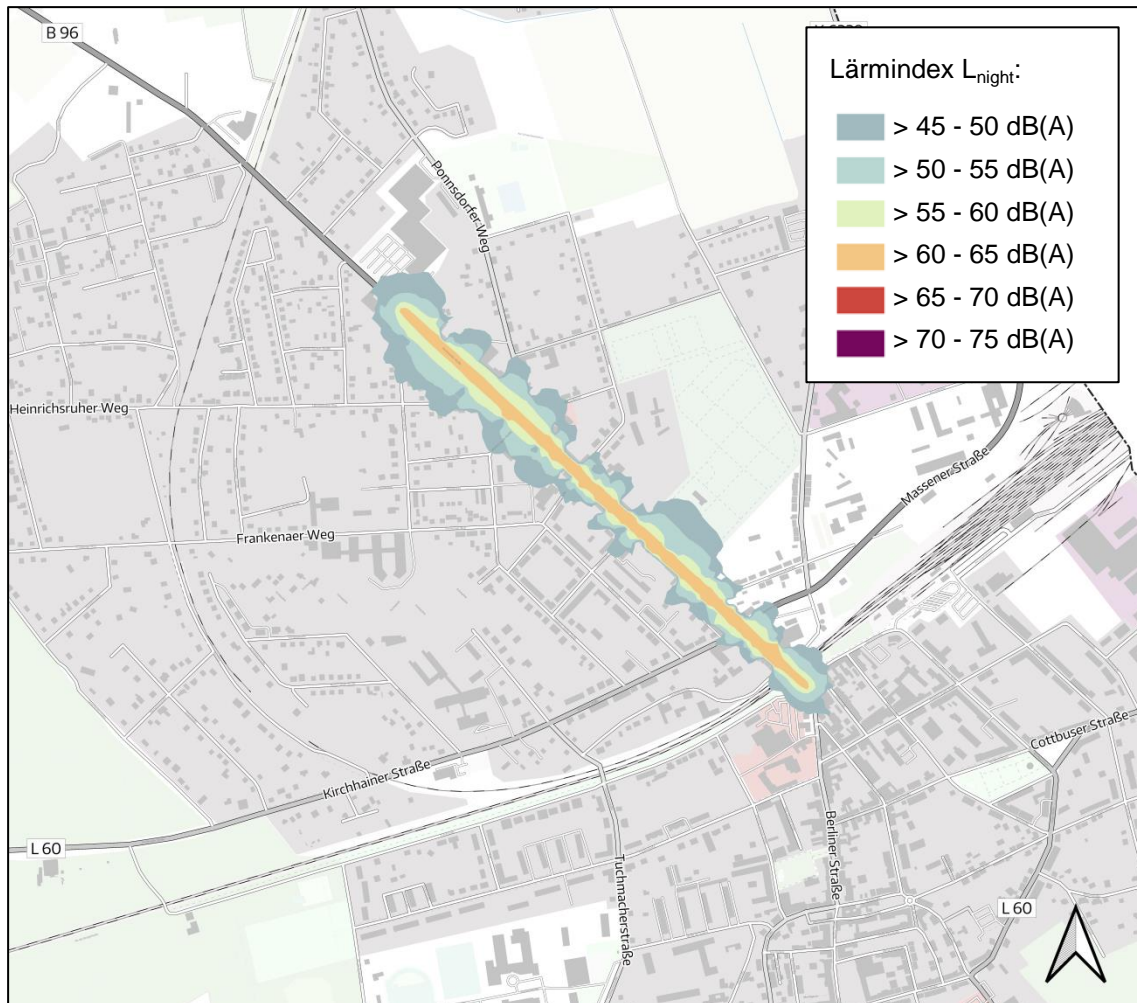 B 96
Lärmindex Lnight:
> 45 - 50 dB(A)
> 50 - 55 dB(A)
> 55 - 60 dB(A)
> 60 - 65 dB(A)
> 65 - 70 dB(A)
> 70 - 75 dB(A)
Ponnsdorfer Weg
Heinrichsruher Weg
Massener Straße
Frankenaer Weg
Cottbuser Straße
Kirchhainer Straße
L 60
Berliner Straße
Tuchmacherstraße
L 60